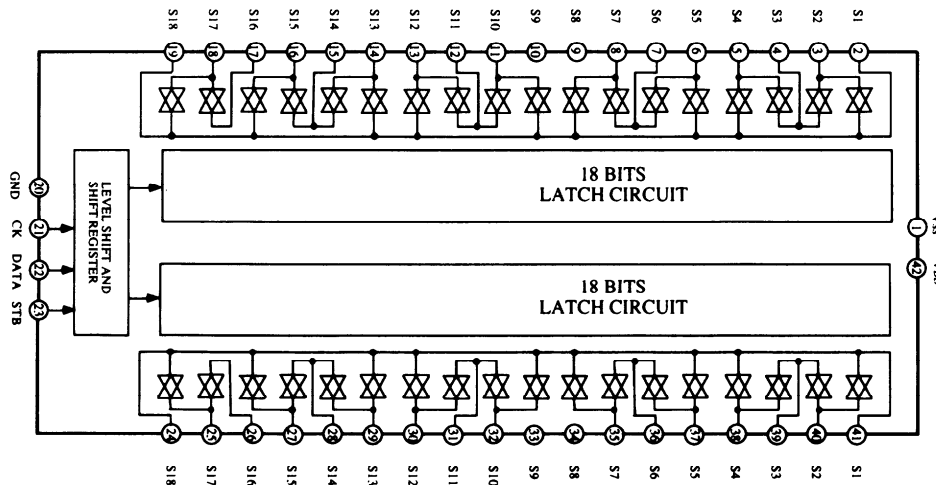 S18 S17 S16 S15 S14 S13 S12 S11 S10 S9 S8 S7 S6 S5 S4 S3 S2 S1
19 18 17 16 15 14 13 12 11 10 9 8 7 6 5 4 3 2
18 BITS
LATCH CIRCUIT
LEVEL SHIFT AND
SHIFT REGISTER
GND 20
CK 21
DATA 22
STB 23
1
42
18 BITS
LATCH CIRCUIT
24 25 26 27 28 29 30 31 32 33 34 35 36 37 38 39 40 41
S18 S17 S16 S15 S14 S13 S12 S11 S10 S9 S8 S7 S6 S5 S4 S3 S2 S1